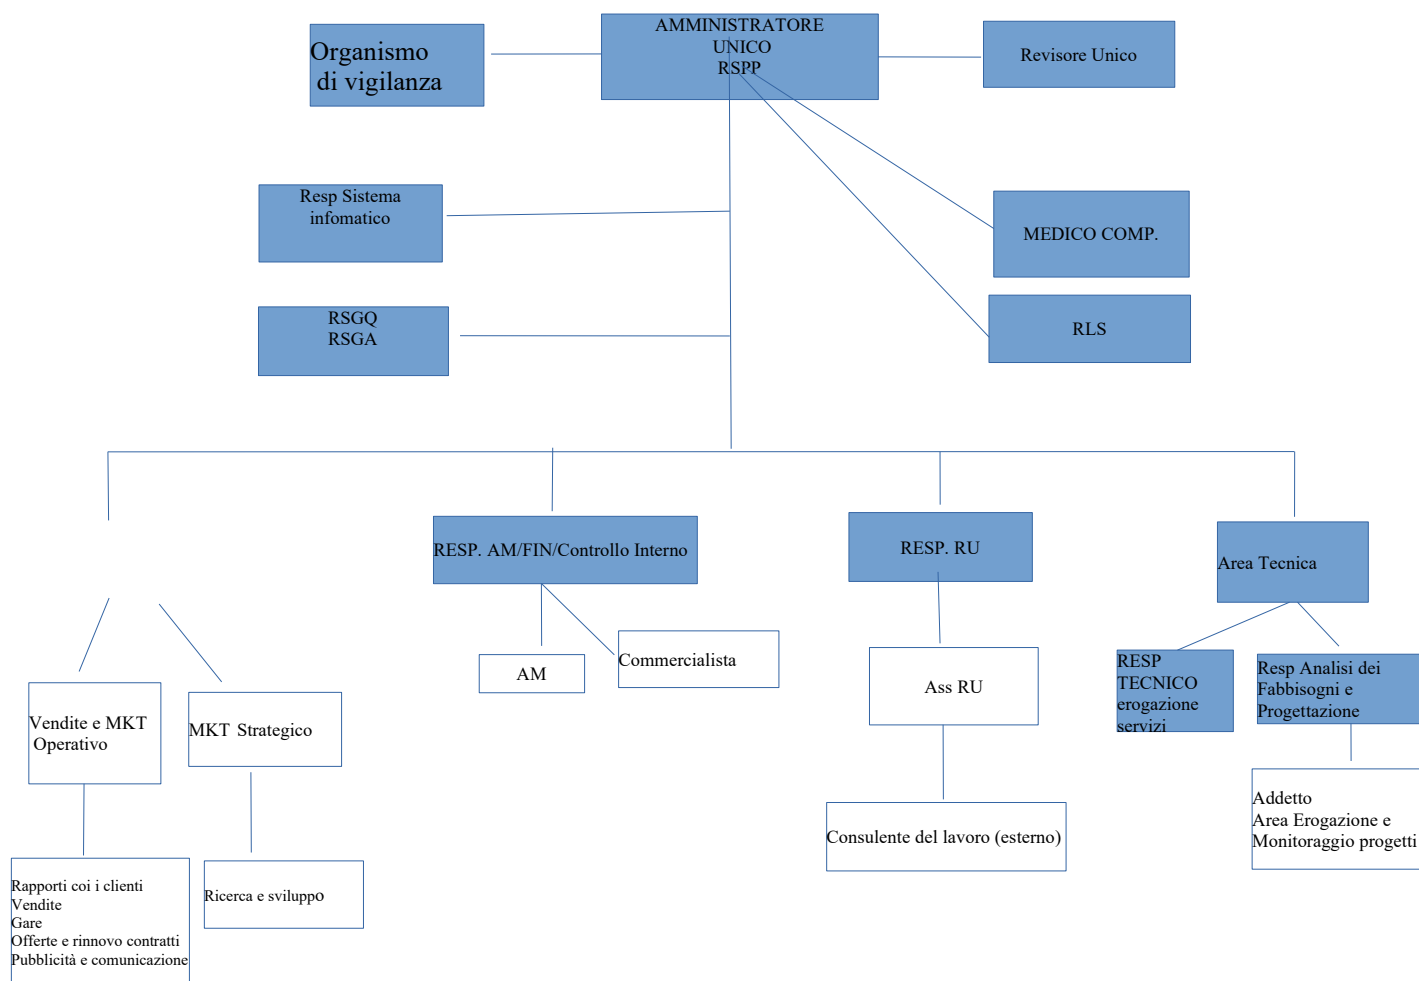 Organismo
di vigilanza
AMMINISTRATORE
UNICO
RSPP
Revisore Unico
Resp Sistema
infomatico
MEDICO COMP.
RSGQ
RSGA
RLS
RESP. AM/FIN/Controllo Interno
RESP. RU
Area Tecnica
AM
Commercialista
Ass RU
RESP
TECNICO
erogazione
servizi
Resp Analisi dei
Fabbisogni e
Progettazione
Vendite e MKT
Operativo
MKT Strategico
Consulente del lavoro (esterno)
Addetto
Area Erogazione e
Monitoraggio progetti
Rapporti coi i clienti
Vendite
Gare
Offerte e rinnovo contratti
Pubblicità e comunicazione
Ricerca e sviluppo